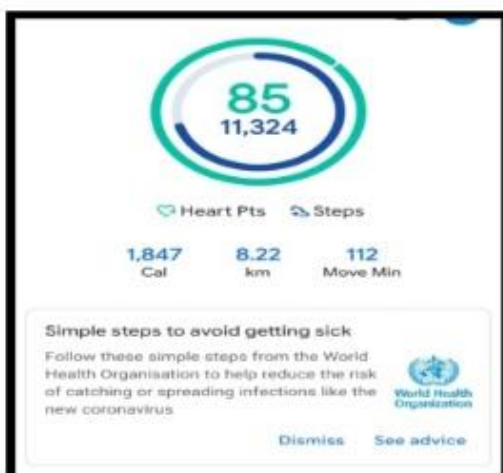 85
11,324
Heart Pts Steps
1,847 8.22 112
Cal km Move Min
Simple steps to avoid getting sick
Follow these simple steps from the World
Health Organisation to help reduce the risk
of catching or spreading infections like the
new coronavirus
World Health
Organization
Dismiss See advice